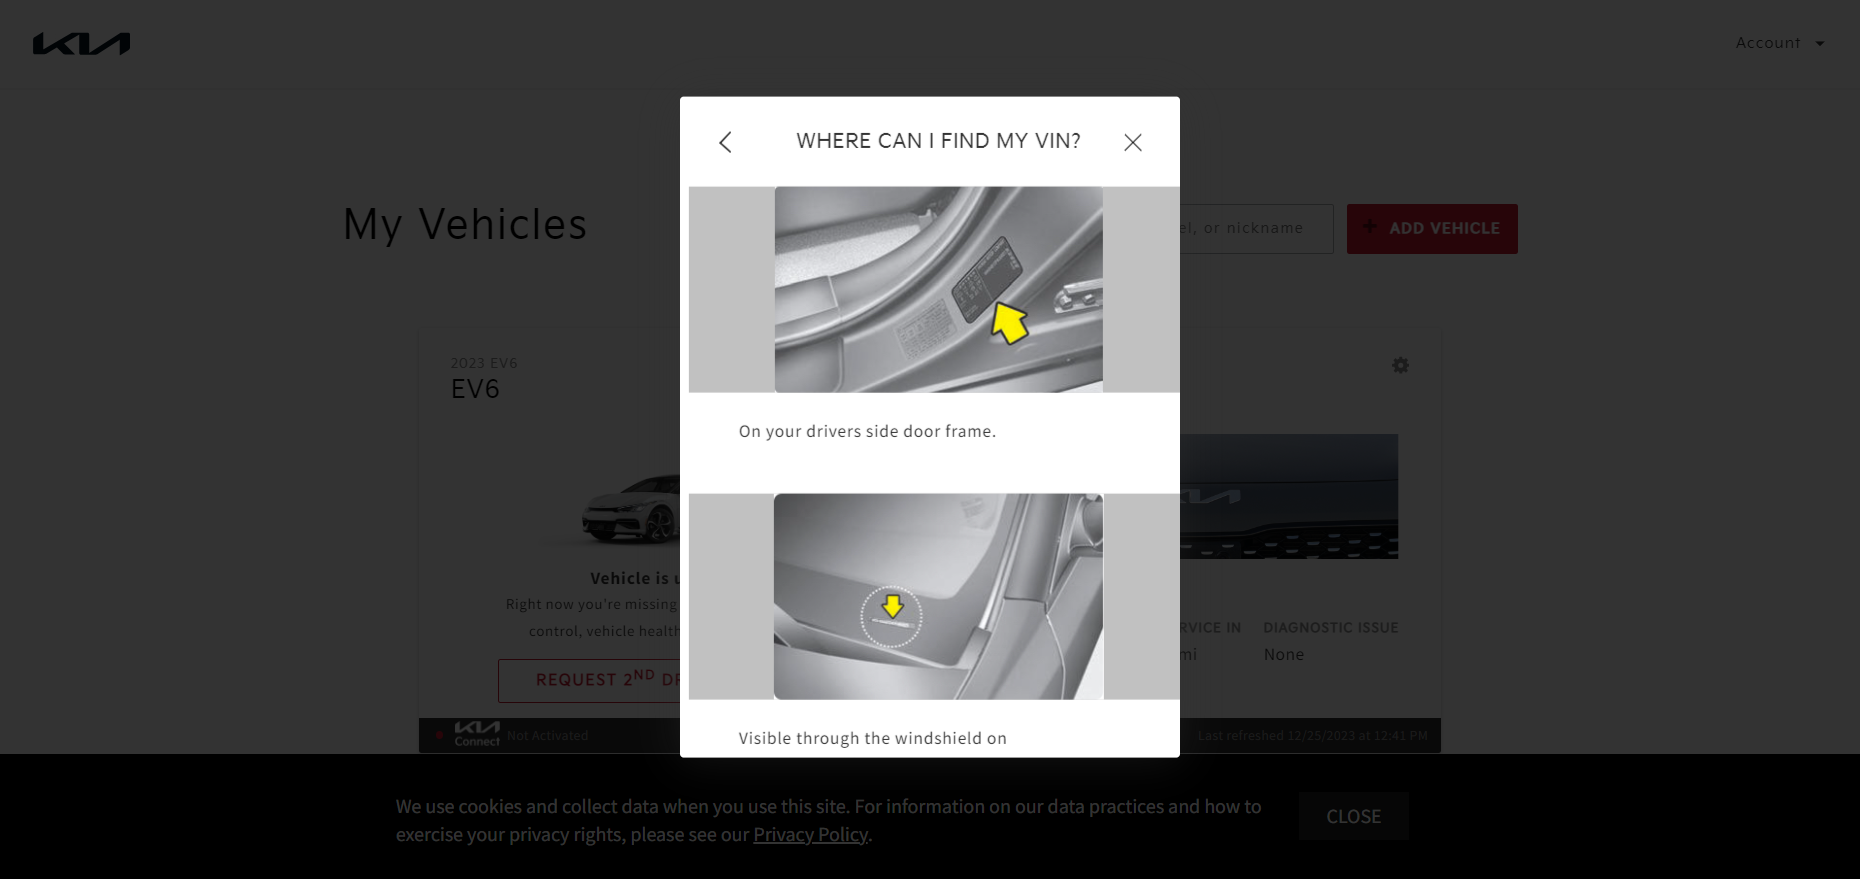 KIA
Account
WHERE CAN I FIND MY VIN?
My Vehicles
el, or nickname
+ ADD VEHICLE
On your drivers side door frame.
2023 EV6
EV6
Vehicle is u
Right now you're missing
control, vehicle health
REQUEST 2ND DR
RVICE IN
DIAGNOSTIC ISSUE
mi
None
Visible through the windshield on
KIA
Connect
Not Activated
Last refreshed 12/25/2023 at 12:41 PM
We use cookies and collect data when you use this site. For information on our data practices and how to
exercise your privacy rights, please see our Privacy Policy.
CLOSE